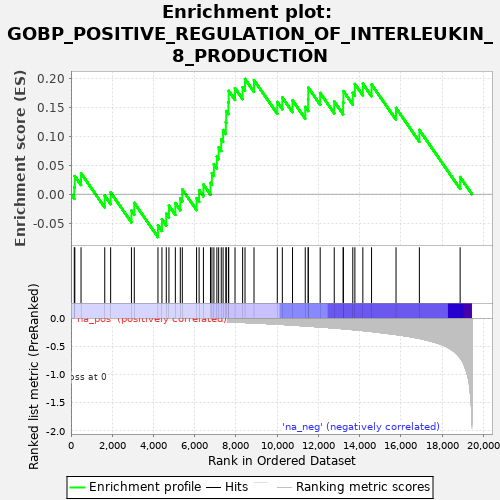 Enrichment plot:
GOBP_POSITIVE_REGULATION_OF_INTERLEUKIN_
8_PRODUCTION
Enrichment score (ES)
0.20
0.15
0.10
0.05
0.00
-0.05
Ranked list metric (PreRanked)
'na_pos' (positively correlated)
0.0
-0.5
oss at 0
-1.0
-1.5
'na_neg' (negatively correlated)
-2.0
0 2,000 4,000 6,000 8,000 10,000 12,000 14,000 16,000 18,000 20,000
Rank in Ordered Dataset
Enrichment profile Hits Ranking metric scores